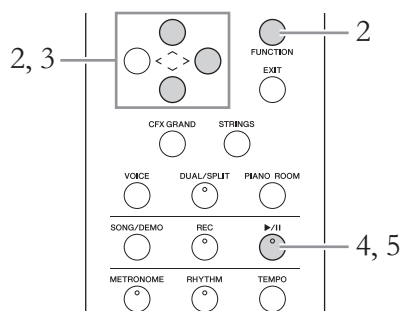 2
FUNCTION
2, 3
EXIT
CFX GRAND STRINGS
VOICE DUAL/SPLIT PIANO ROOM
SONG/DEMO REC ►/II
4, 5
METRONOME RHYTHM TEMPO